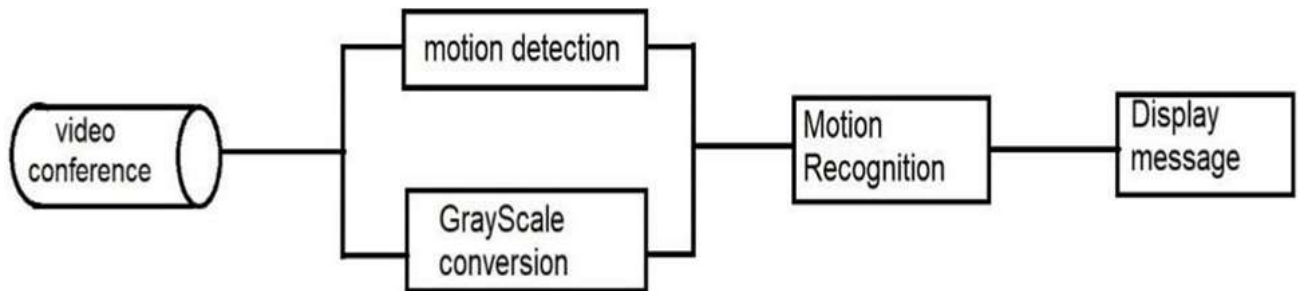 video
conference
motion detection
GrayScale
conversion
Motion
Recognition
Display
message